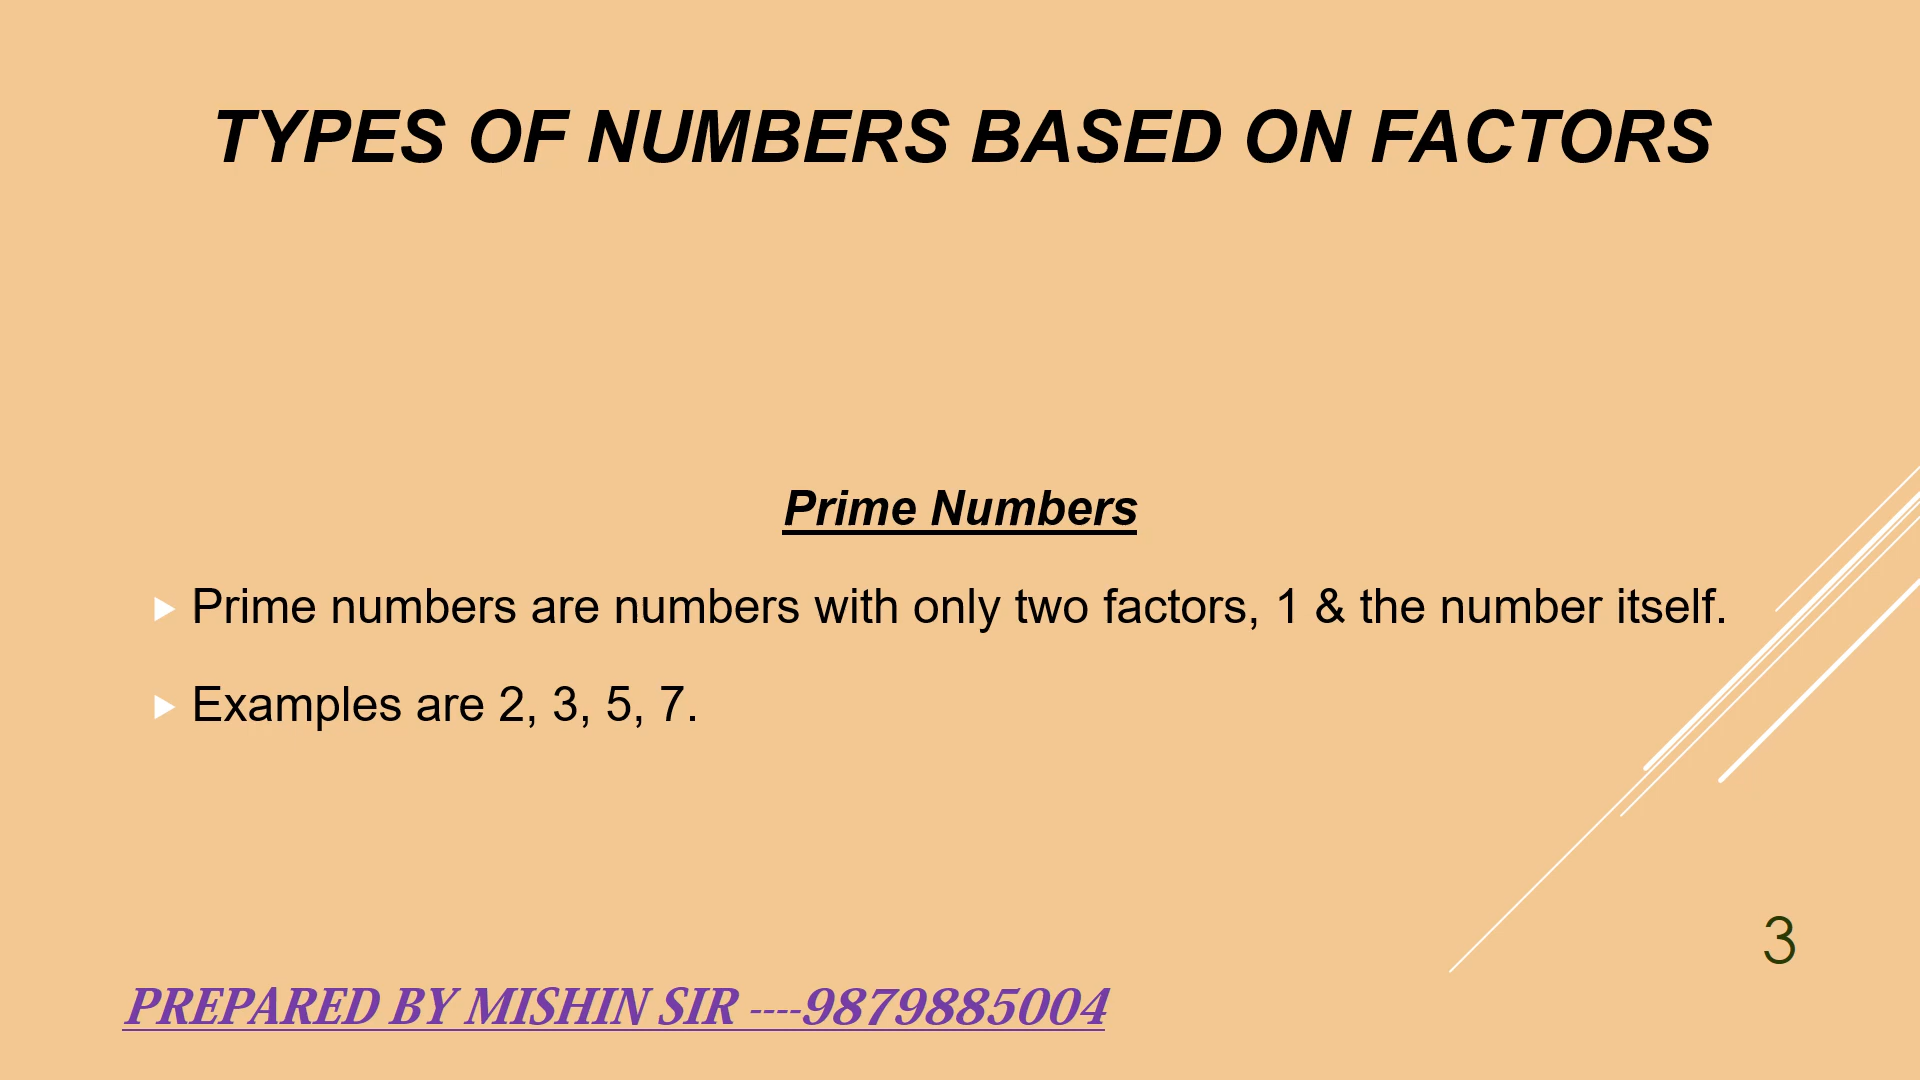 TYPES OF NUMBERS BASED ON FACTORS
Prime Numbers
Prime numbers are numbers with only two factors, 1 & the number itself.
Examples are 2, 3, 5, 7.
3
PREPARED BY MISHIN SIR ----9879885004